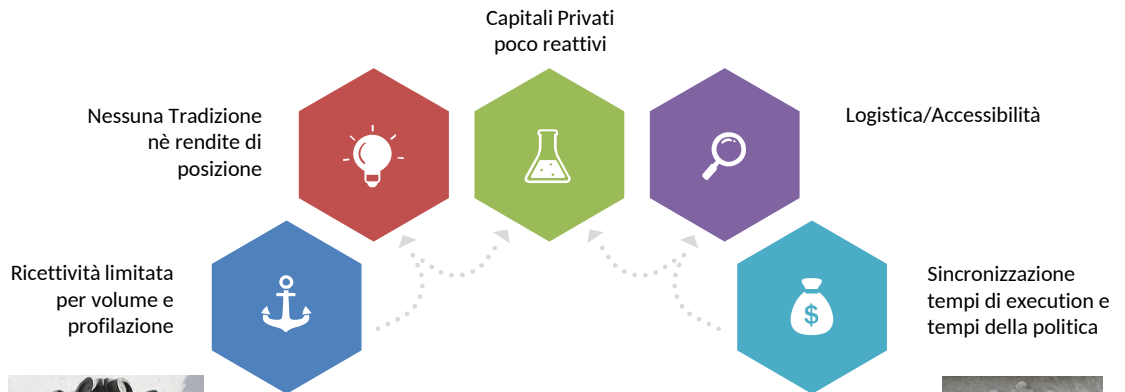 Capitali Privati
poco reattivi
Nessuna Tradizione
nè rendite di
posizione
Logistica/Accessibilità
Ricettività limitata
per volume e
profilazione
$
Sincronizzazione
tempi di execution e
tempi della politica